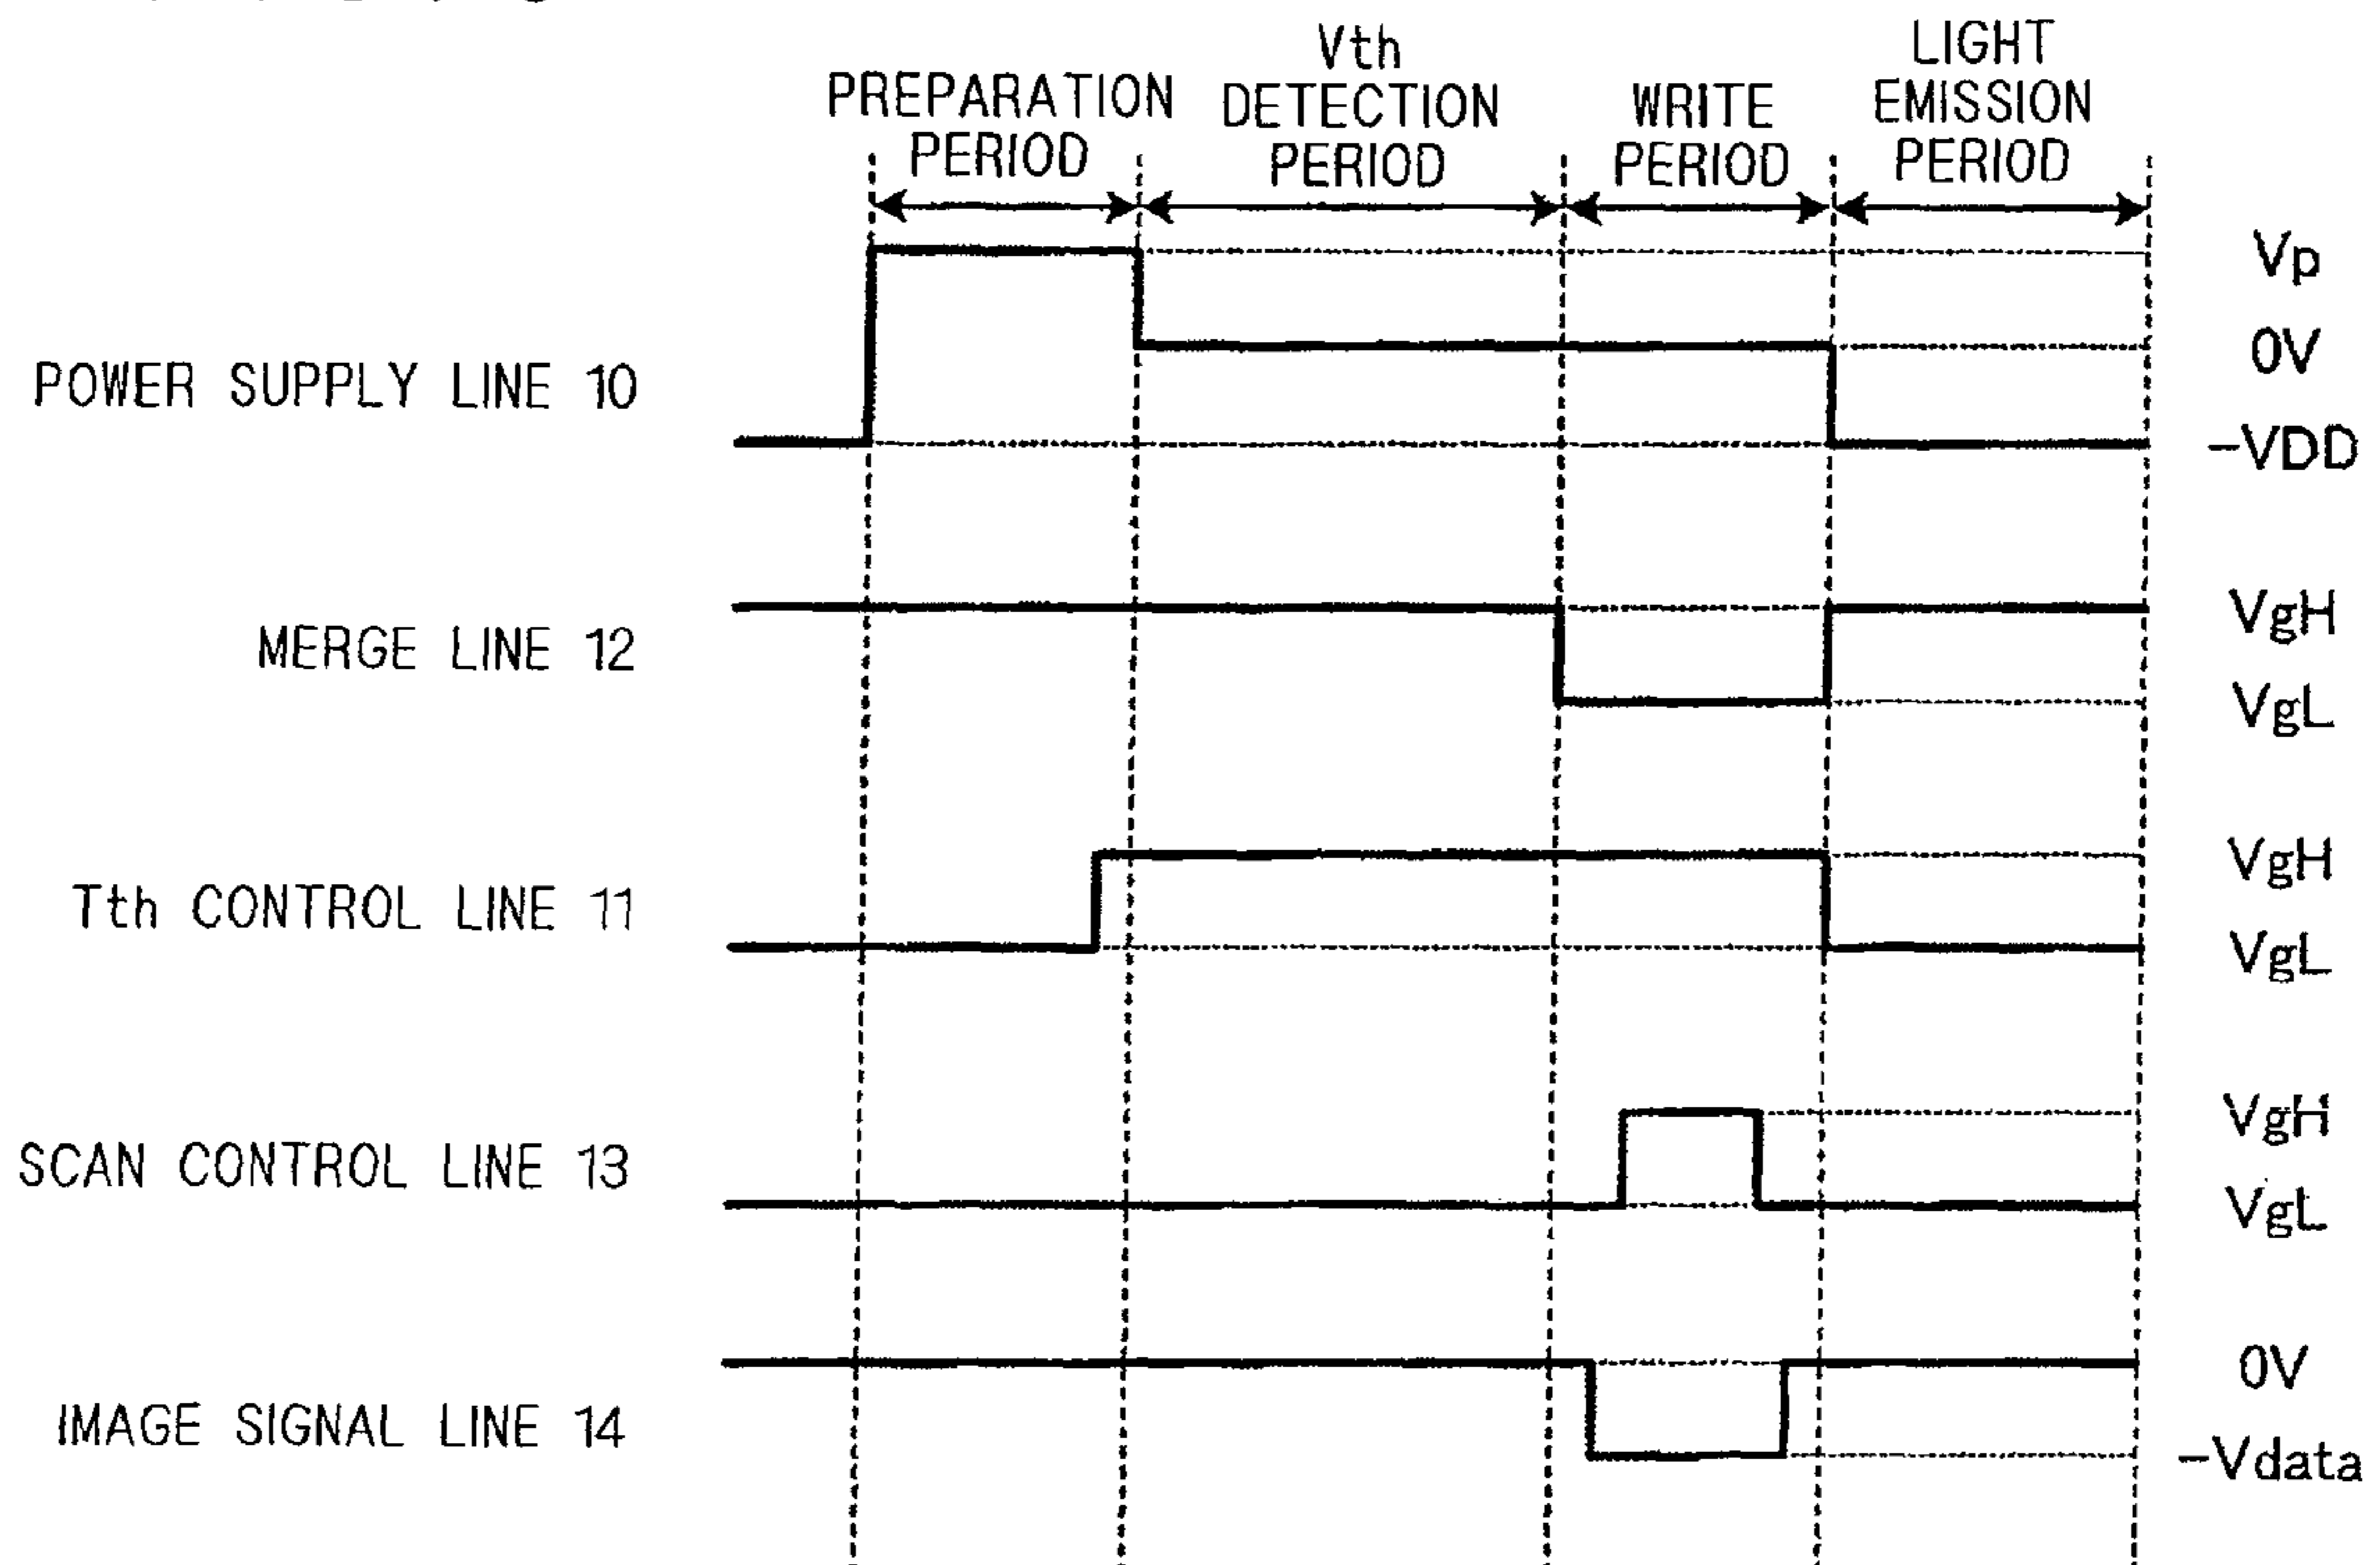 PREPARATION
PERIOD
Vth
DETECTION
PERIOD
WRITE
PERIOD
LIGHT
EMISSION
PERIOD
POWER SUPPLY LINE 10
Vp
0V
-VDD
MERGE LINE 12
VgH
VgL
Tth CONTROL LINE 11
VgH
VgL
SCAN CONTROL LINE 13
VgH
VgL
IMAGE SIGNAL LINE 14
0V
-Vdata